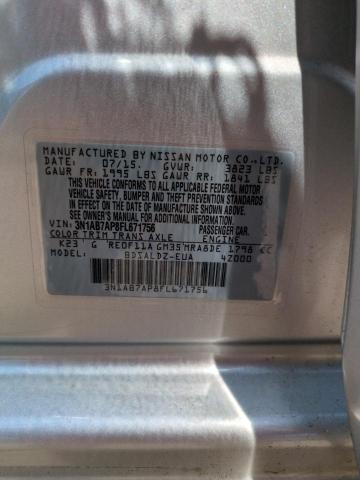 MANUFACTURED BY NISSAN MOTOR CO.,LTD.
DATE: 07/15. GVWR: 3823 LBS
GAWR FR: 1995 LBS GAWR RR: 1841 LBS
THIS VEHICLE CONFORMS TO ALL APPLICABLE FEDERAL MOTOR
VEHICLE SAFETY, BUMPER, AND THEFT PREVENTION STANDARDS
IN EFFECT ON THE DATE OF MANUFACTURE SHOWN ABOVE.
SEE OWNER'S MANUAL FOR ADDITIONAL INFORMATION
VIN: 3N1AB7AP8FL671756 PASSENGER CAR.
COLOR TRIM TRANS AXLE ENGINE
K23 G RE0F11A GM35 MRA8DE 1798 CC
MODEL: BDSALDZ-EUA 4Z000
3N1AB7AP8FL671756